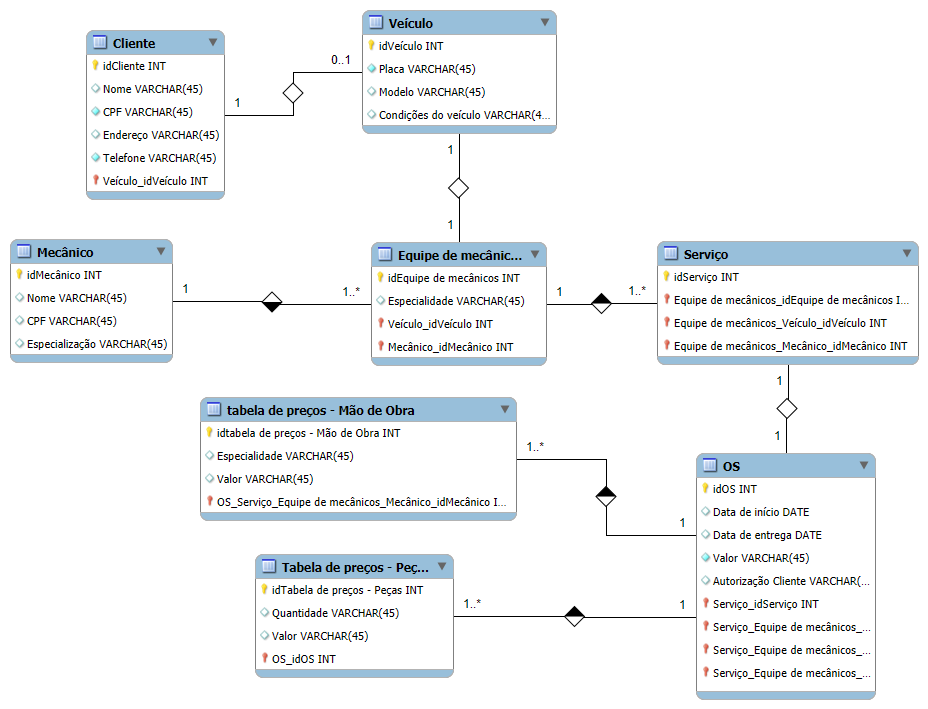 Cliente
idCliente INT
Nome VARCHAR(45)
CPF VARCHAR(45)
Endereço VARCHAR(45)
Telefone VARCHAR(45)
Veículo_idVeículo INT
1
0..1
Veículo
idVeículo INT
Placa VARCHAR(45)
Modelo VARCHAR(45)
Condições do veículo VARCHAR(4...
1
1
Mecânico
idMecânico INT
Nome VARCHAR(45)
CPF VARCHAR(45)
Especialização VARCHAR(45)
1
1..*
Equipe de mecânic...
idEquipe de mecânicos INT
Especialidade VARCHAR(45)
Veículo_idVeículo INT
Mecânico_idMecânico INT
1
1..*
Serviço
idServiço INT
Equipe de mecânicos_idEquipe de mecânicos I...
Equipe de mecânicos_Veículo_idVeículo INT
Equipe de mecânicos_Mecânico_idMecânico INT
1
1
tabela de preços - Mão de Obra
idtabela de preços - Mão de Obra INT
Especialidade VARCHAR(45)
Valor VARCHAR(45)
OS_Serviço_Equipe de mecânicos_Mecânico_idMecânico I...
1..*
1
OS
idOS INT
Data de início DATE
Data de entrega DATE
Valor VARCHAR(45)
Autorização Cliente VARCHAR(...
Serviço_idServiço INT
Serviço_Equipe de mecânicos_...
Serviço_Equipe de mecânicos_...
Serviço_Equipe de mecânicos_...
Tabela de preços - Peç...
idTabela de preços - Peças INT
Quantidade VARCHAR(45)
Valor VARCHAR(45)
OS_idOS INT
1..*
1